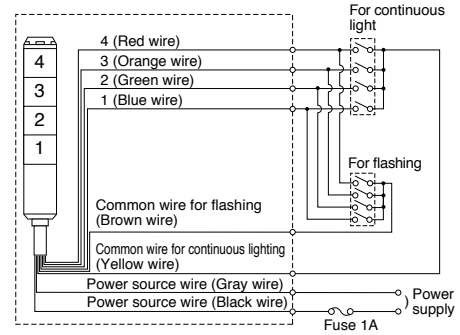 For continuous
light
4 (Red wire)
3 (Orange wire)
2 (Green wire)
1 (Blue wire)
4
3
2
1
For flashing
Common wire for flashing
(Brown wire)
Common wire for continuous lighting
(Yellow wire)
Power source wire (Gray wire)
Power source wire (Black wire)
Power
supply
Fuse 1A